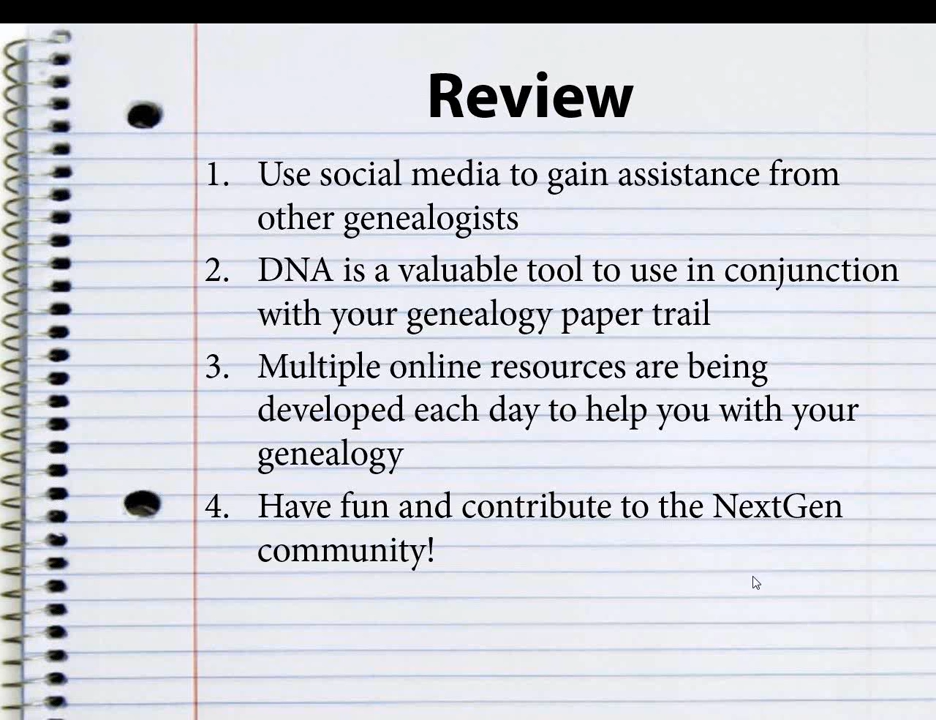 Review
1. Use social media to gain assistance from
other genealogists
2. DNA is a valuable tool to use in conjunction
with your genealogy paper trail
3. Multiple online resources are being
developed each day to help you with your
genealogy
4. Have fun and contribute to the NextGen
community!